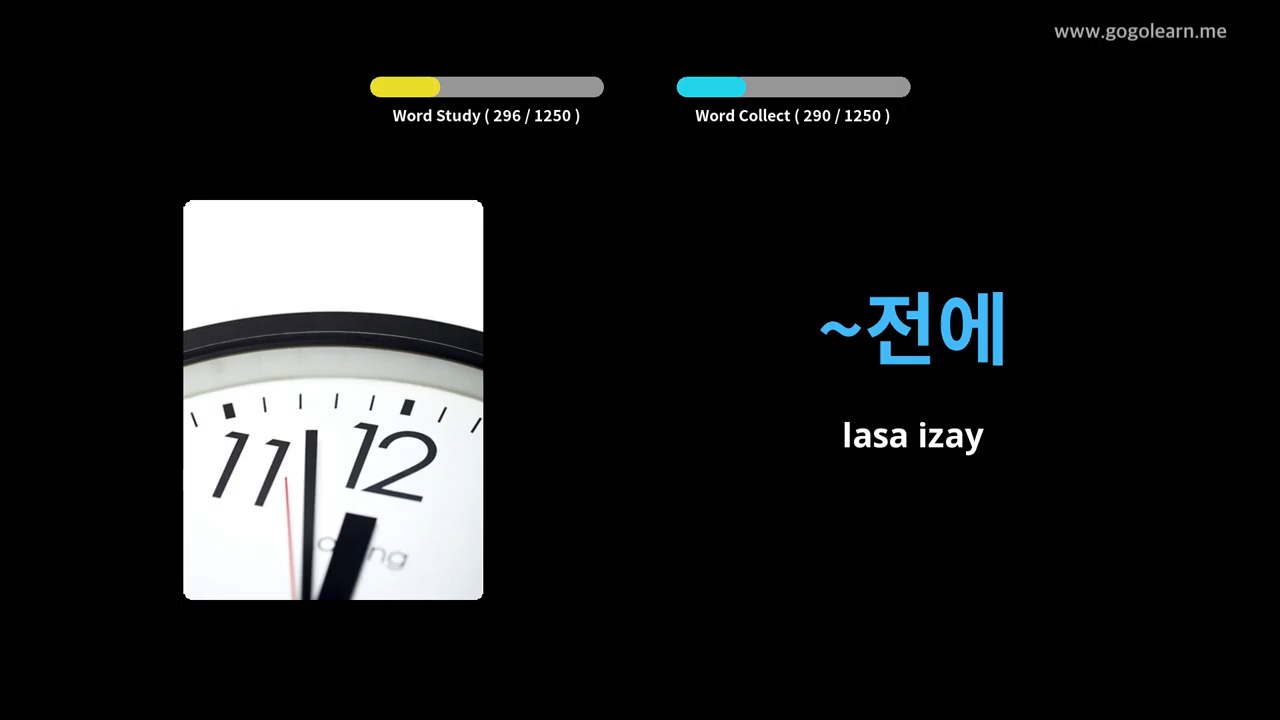 www.gogolearn.me
Word Study ( 296 / 1250 )
Word Collect ( 290 / 1250 )
11 12
~전에
lasa izay